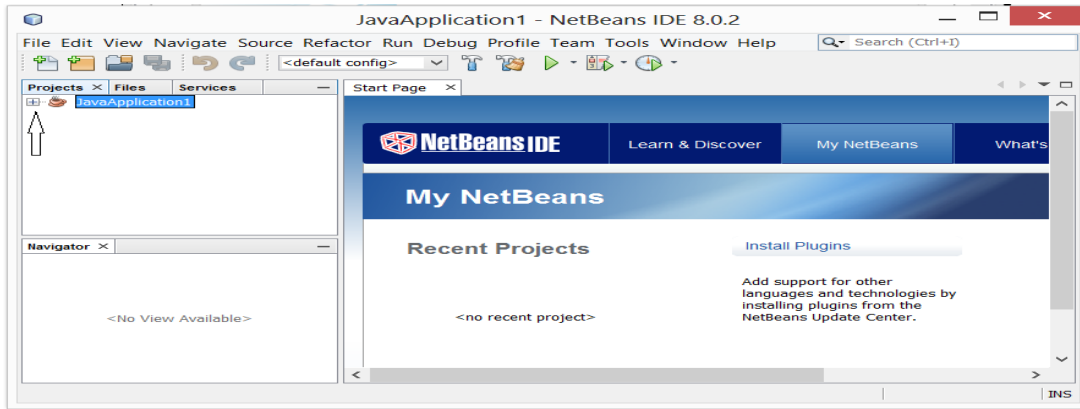 JavaApplication1 - NetBeans IDE 8.0.2
File Edit View Navigate Source Refactor Run Debug Profile Team Tools Window Help
Search (Ctrl+I)
<default config>
Projects Files Services
Start Page
JavaApplication1
NetBeans IDE
Learn & Discover
My NetBeans
What's
My NetBeans
Navigator
Recent Projects
Install Plugins
Add support for other
languages and technologies by
installing plugins from the
NetBeans Update Center.
<No View Available>
<no recent project>
INS